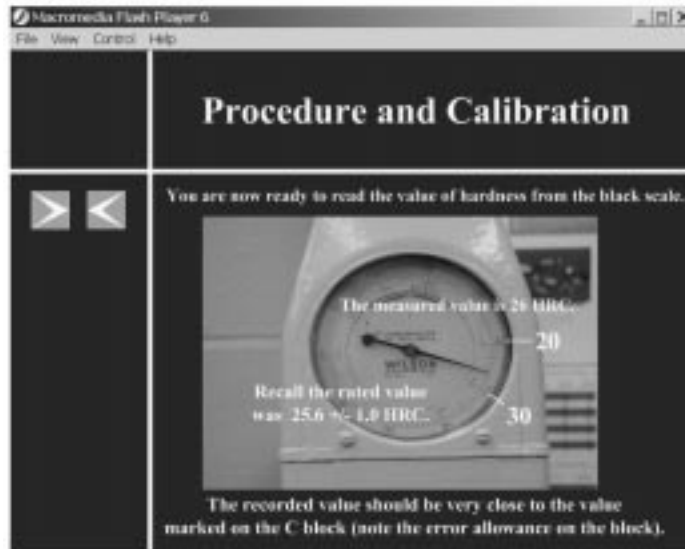 Macromedia Flash Player 6
File View Control Help
Procedure and Calibration
You are now ready to read the value of hardness from the black scale.
The measured value is 26 HRC.
20
WILSON
Recall the rated value
was 25.6 +/- 1.0 HRC.
30
The recorded value should be very close to the value
marked on the C block (note the error allowance on the block).